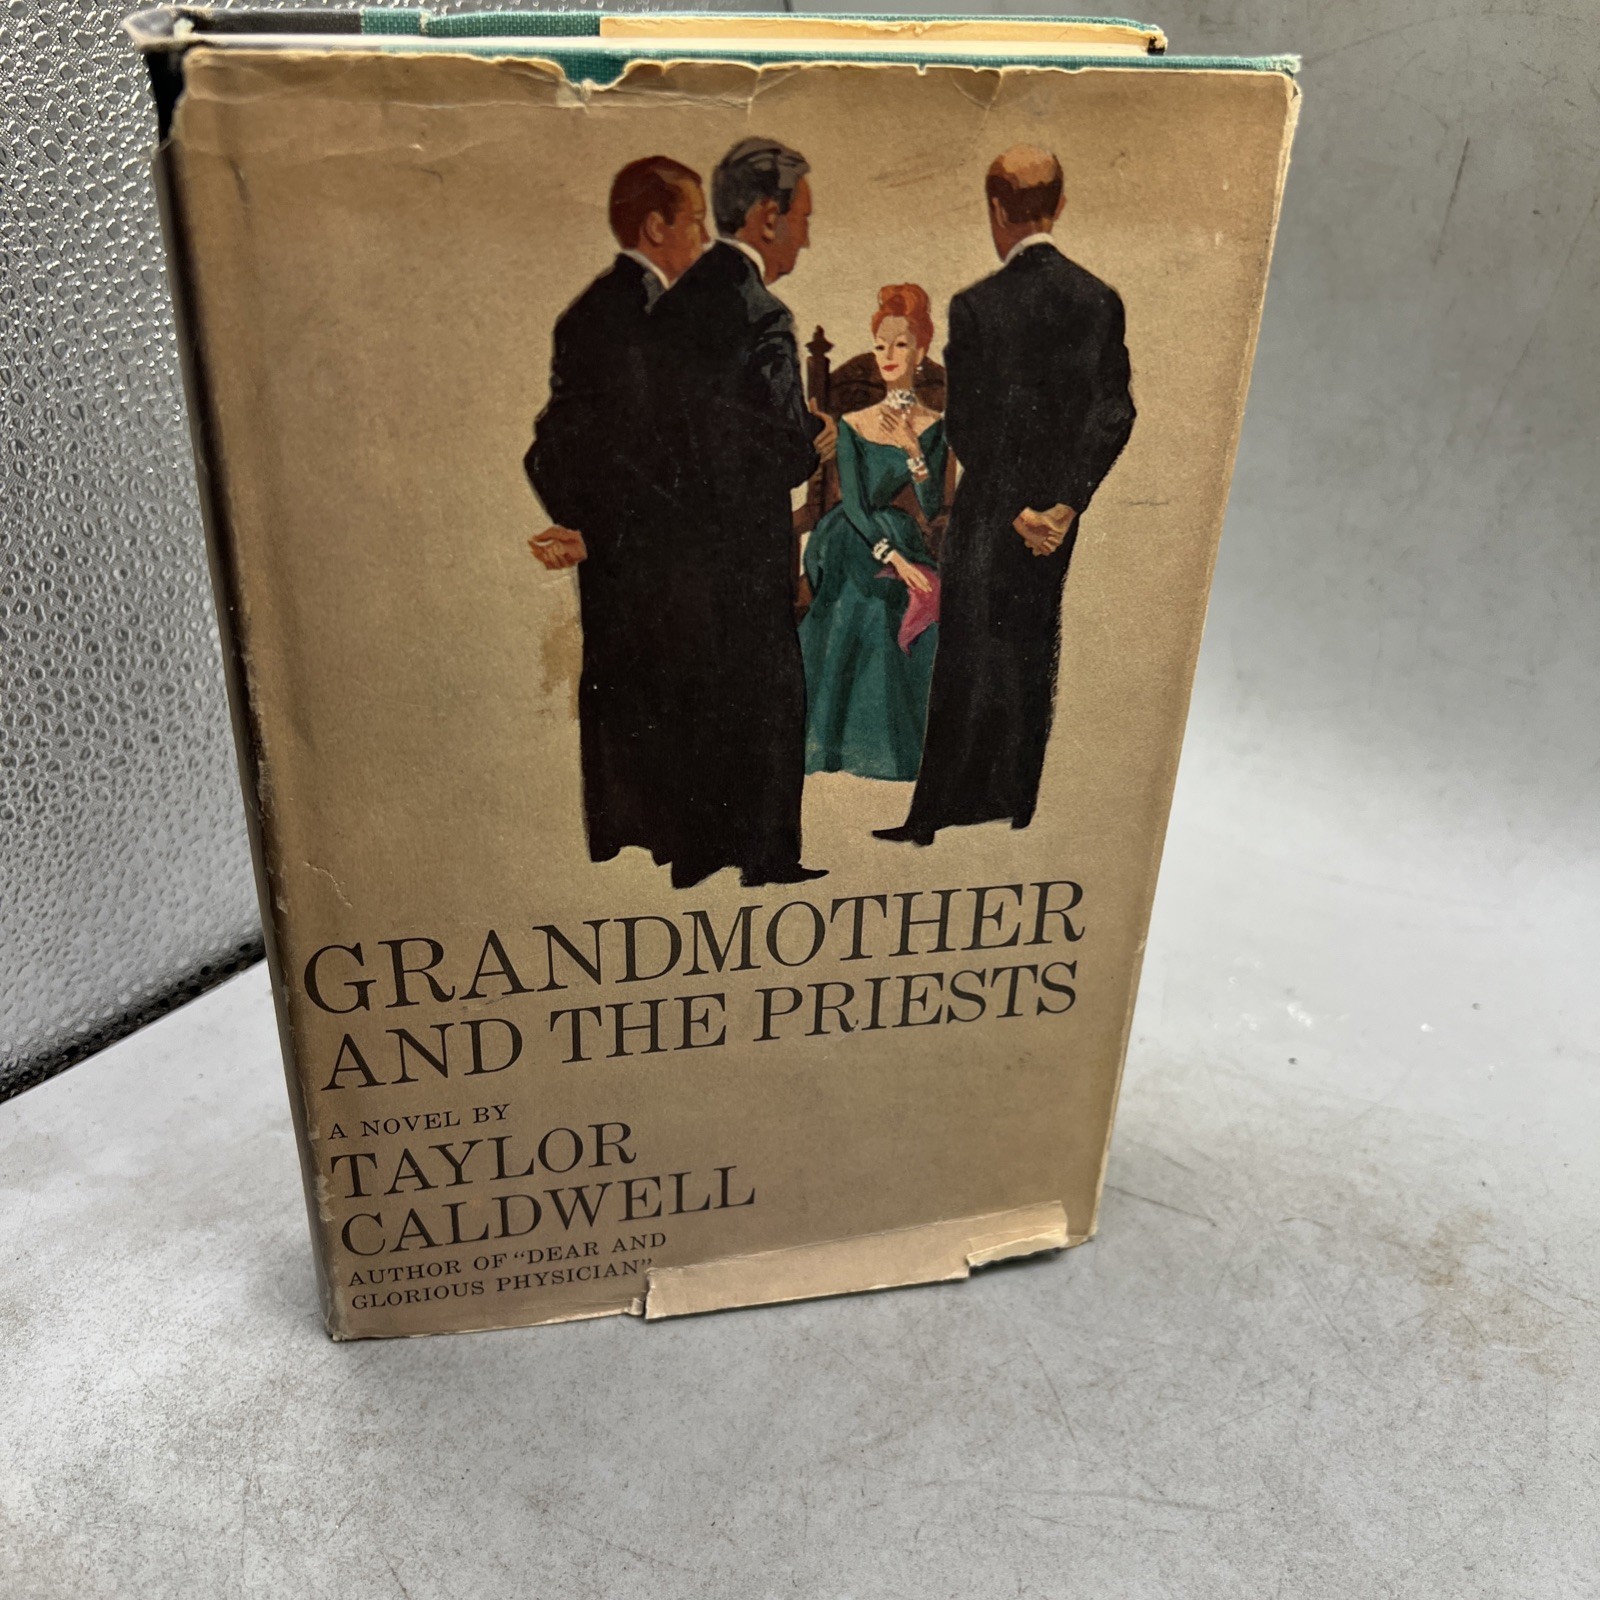 GRANDMOTHER
AND THE PRIESTS
A NOVEL BY
TAYLOR
CALDWELL
AUTHOR OF "DEAR AND
GLORIOUS PHYSICIAN"